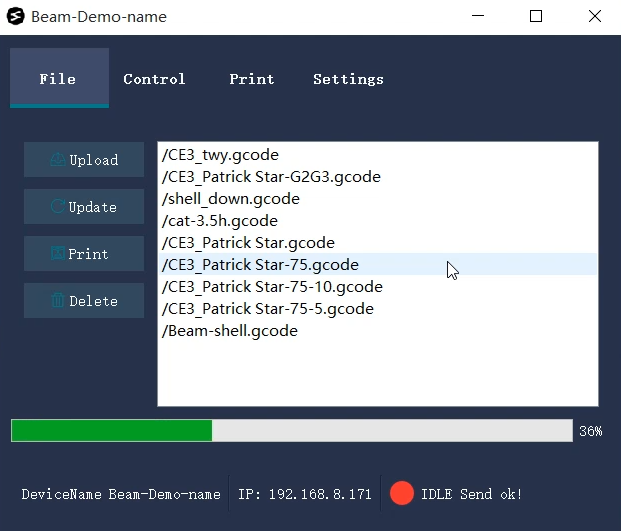 Beam-Demo-name
File Control Print Settings
Upload
Update
Print
Delete
/CE3_twy.gcode
/CE3_Patrick Star-G2G3.gcode
/shell_down.gcode
/cat-3.5h.gcode
/CE3_Patrick Star.gcode
/CE3_Patrick Star-75.gcode
/CE3_Patrick Star-75-10.gcode
/CE3_Patrick Star-75-5.gcode
/Beam-shell.gcode
36%
DeviceName Beam-Demo-name IP: 192.168.8.171 IDLE Send ok!